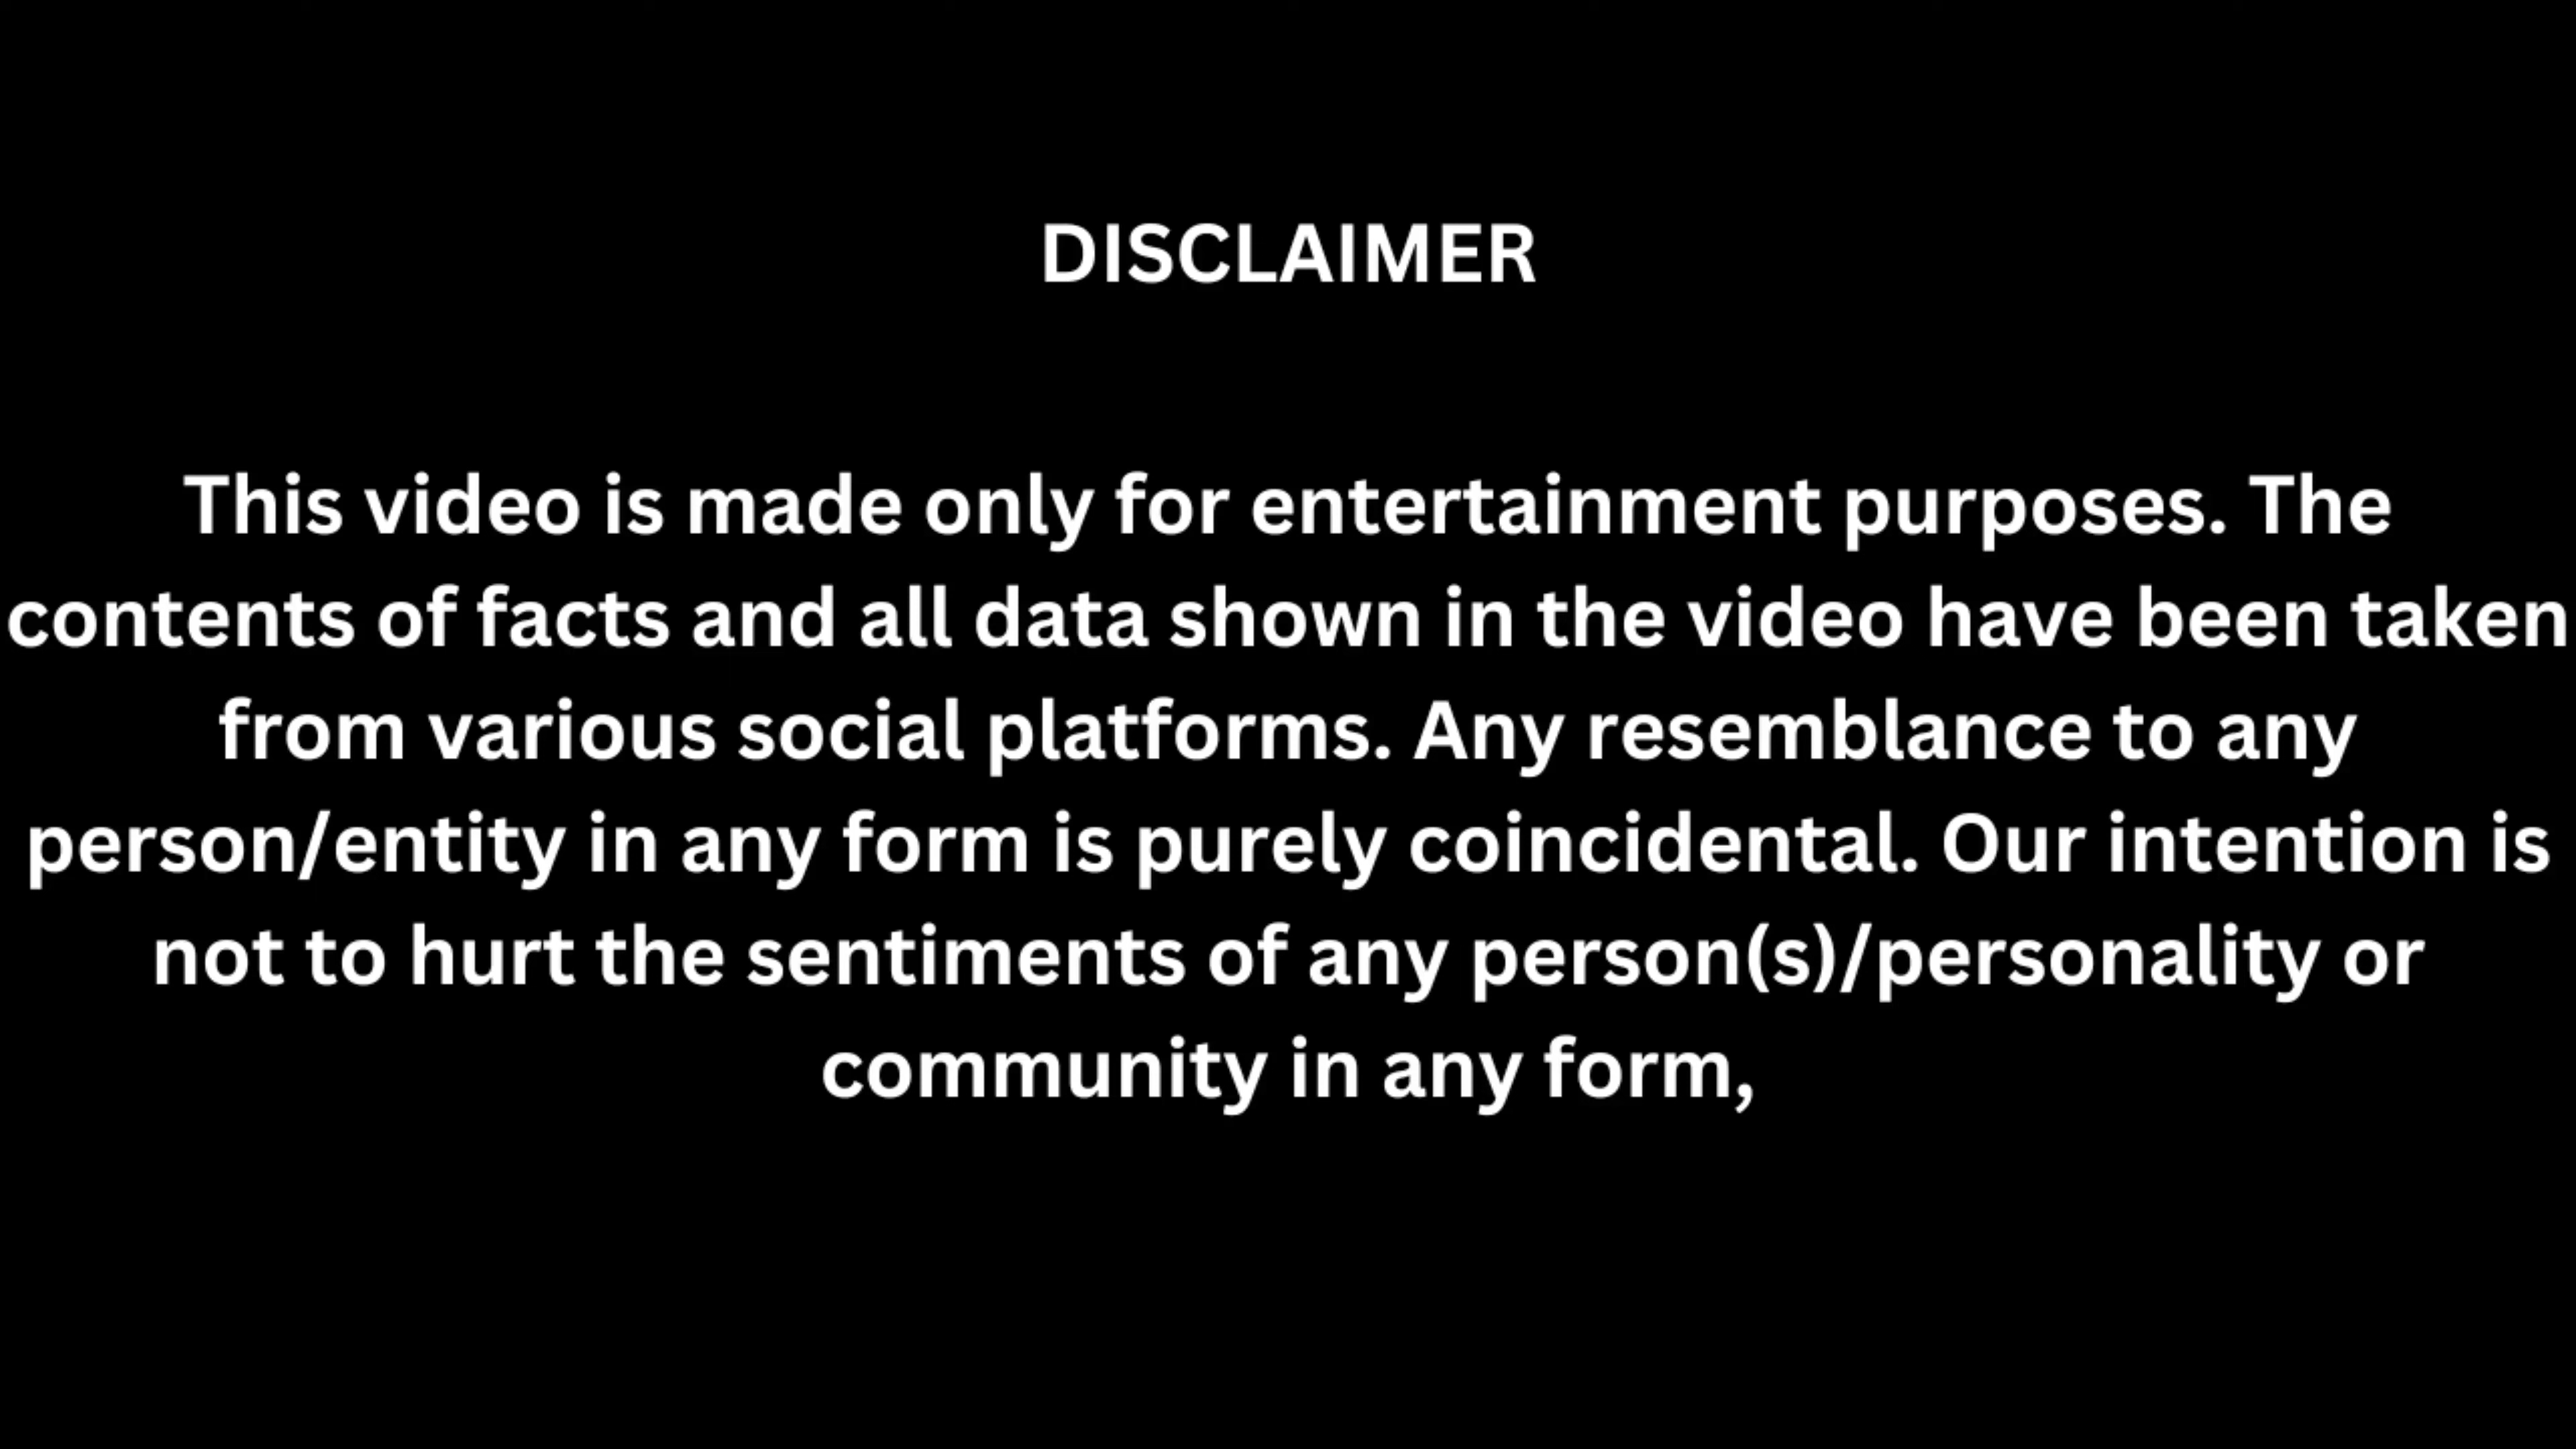 DISCLAIMER
This video is made only for entertainment purposes. The
contents of facts and all data shown in the video have been taken
from various social platforms. Any resemblance to any
person/entity in any form is purely coincidental. Our intention is
not to hurt the sentiments of any person(s)/personality or
community in any form,